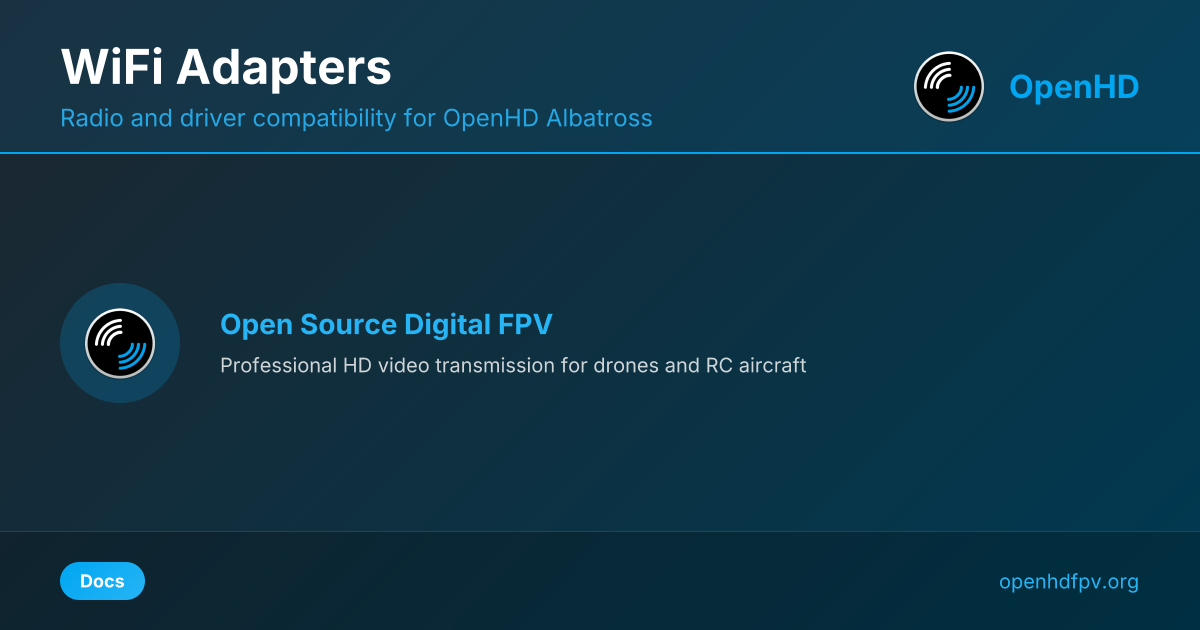 WiFi Adapters
Radio and driver compatibility for OpenHD Albatross
OpenHD
Open Source Digital FPV
Professional HD video transmission for drones and RC aircraft
Docs
openhdfpv.org